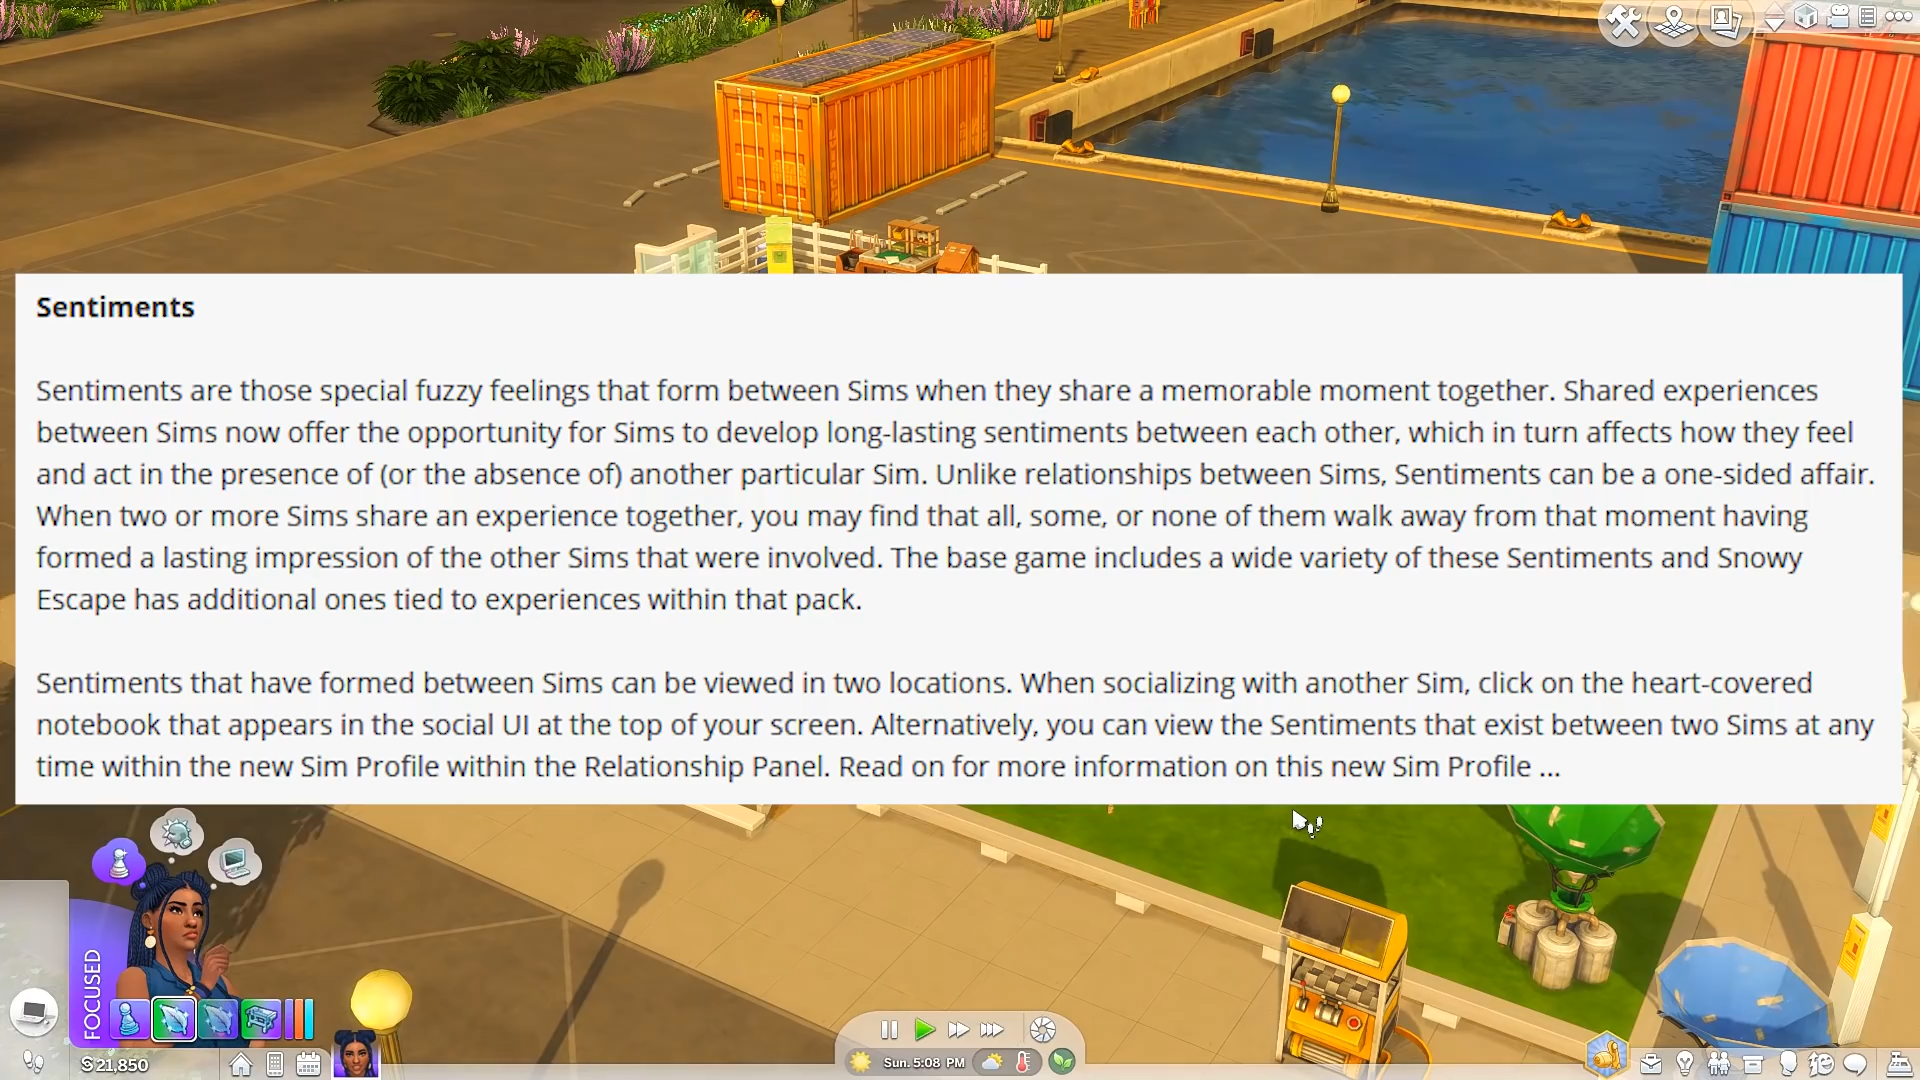 Sentiments
Sentiments are those special fuzzy feelings that form between Sims when they share a memorable moment together. Shared experiences
between Sims now offer the opportunity for Sims to develop long-lasting sentiments between each other, which in turn affects how they feel
and act in the presence of (or the absence of) another particular Sim. Unlike relationships between Sims, Sentiments can be a one-sided affair.
When two or more Sims share an experience together, you may find that all, some, or none of them walk away from that moment having
formed a lasting impression of the other Sims that were involved. The base game includes a wide variety of these Sentiments and Snowy
Escape has additional ones tied to experiences within that pack.
Sentiments that have formed between Sims can be viewed in two locations. When socializing with another Sim, click on the heart-covered
notebook that appears in the social UI at the top of your screen. Alternatively, you can view the Sentiments that exist between two Sims at any
time within the new Sim Profile within the Relationship Panel. Read on for more information on this new Sim Profile ...
FOCUSED
§21,850
Sun. 5:08 PM